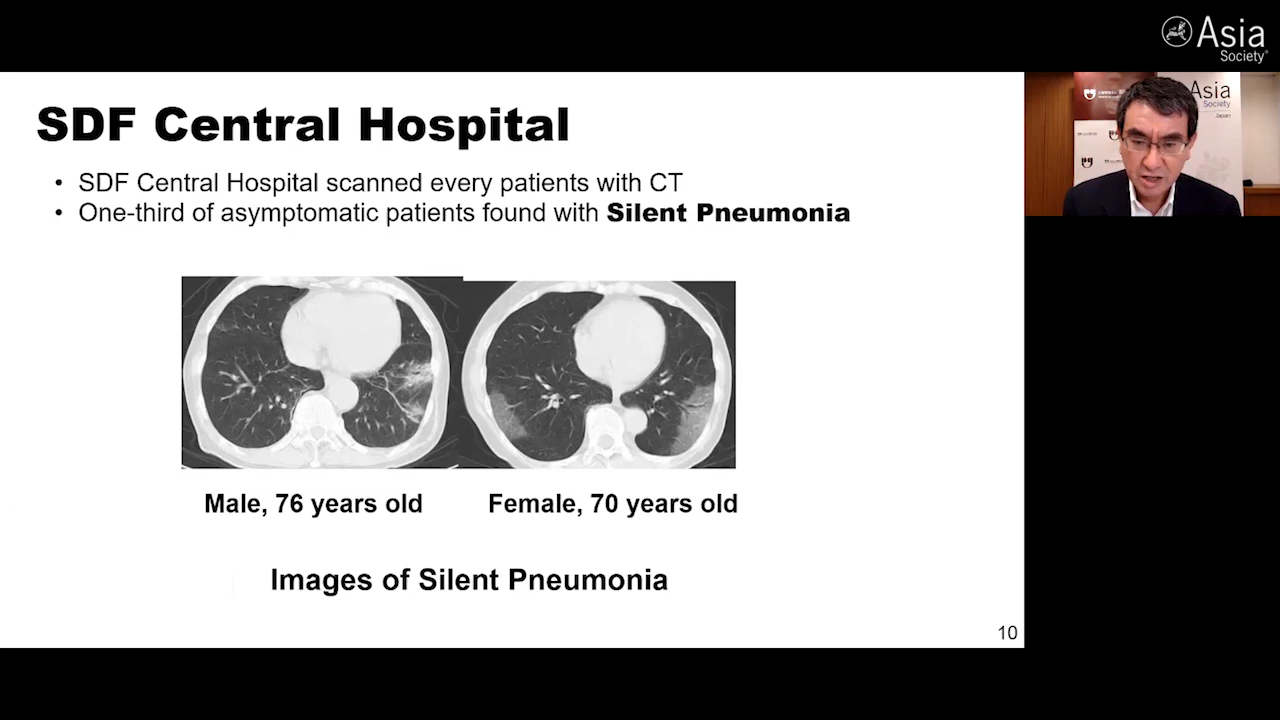 Asia
Society
SDF Central Hospital
• SDF Central Hospital scanned every patients with CT
• One-third of asymptomatic patients found with Silent Pneumonia
Asia
Society
Japan
Male, 76 years old
Female, 70 years old
Images of Silent Pneumonia
10